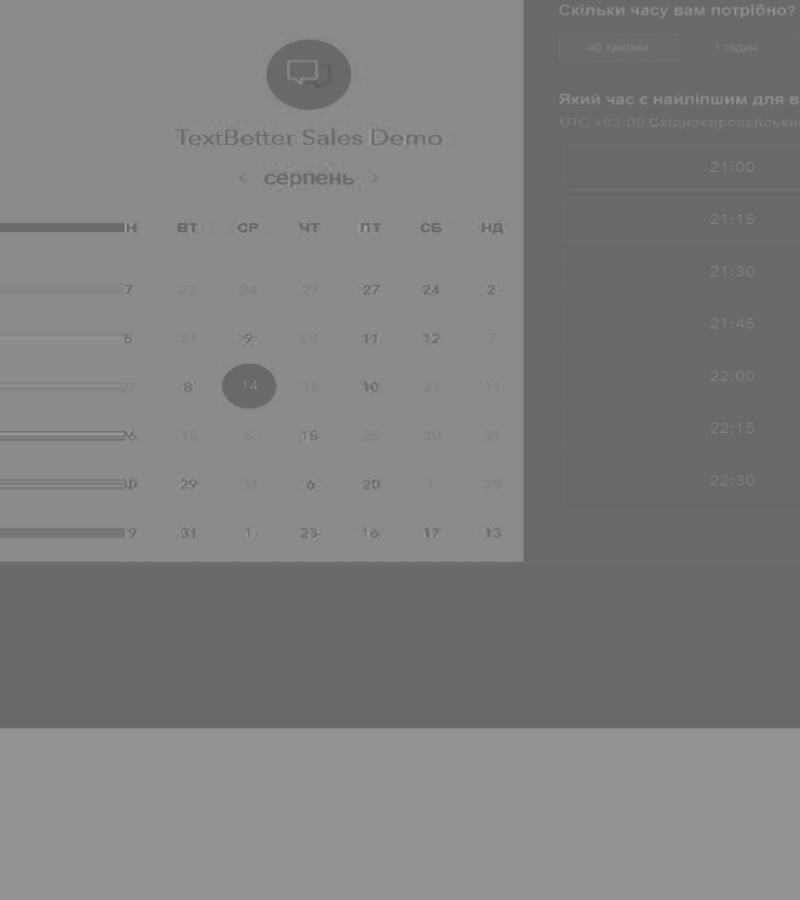 TextBetter Sales Demo
серпень
Н ВТ СР ЧТ ПТ СБ НД
7 23 24 27 27 24 2
5 21 9 24 11 12 7
27 8 14 15 10 27 11
26 15 6 15 25 20 31
30 29 31 6 20 1 29
9 31 1 23 16 17 13
Скільки часу вам потрібно?
40 хвилин 1 годин
Який час є найліпшим для в
UTC +03:00 Східноєвропейськи
21:00
21:15
21:30
21:45
22:00
22:15
22:30